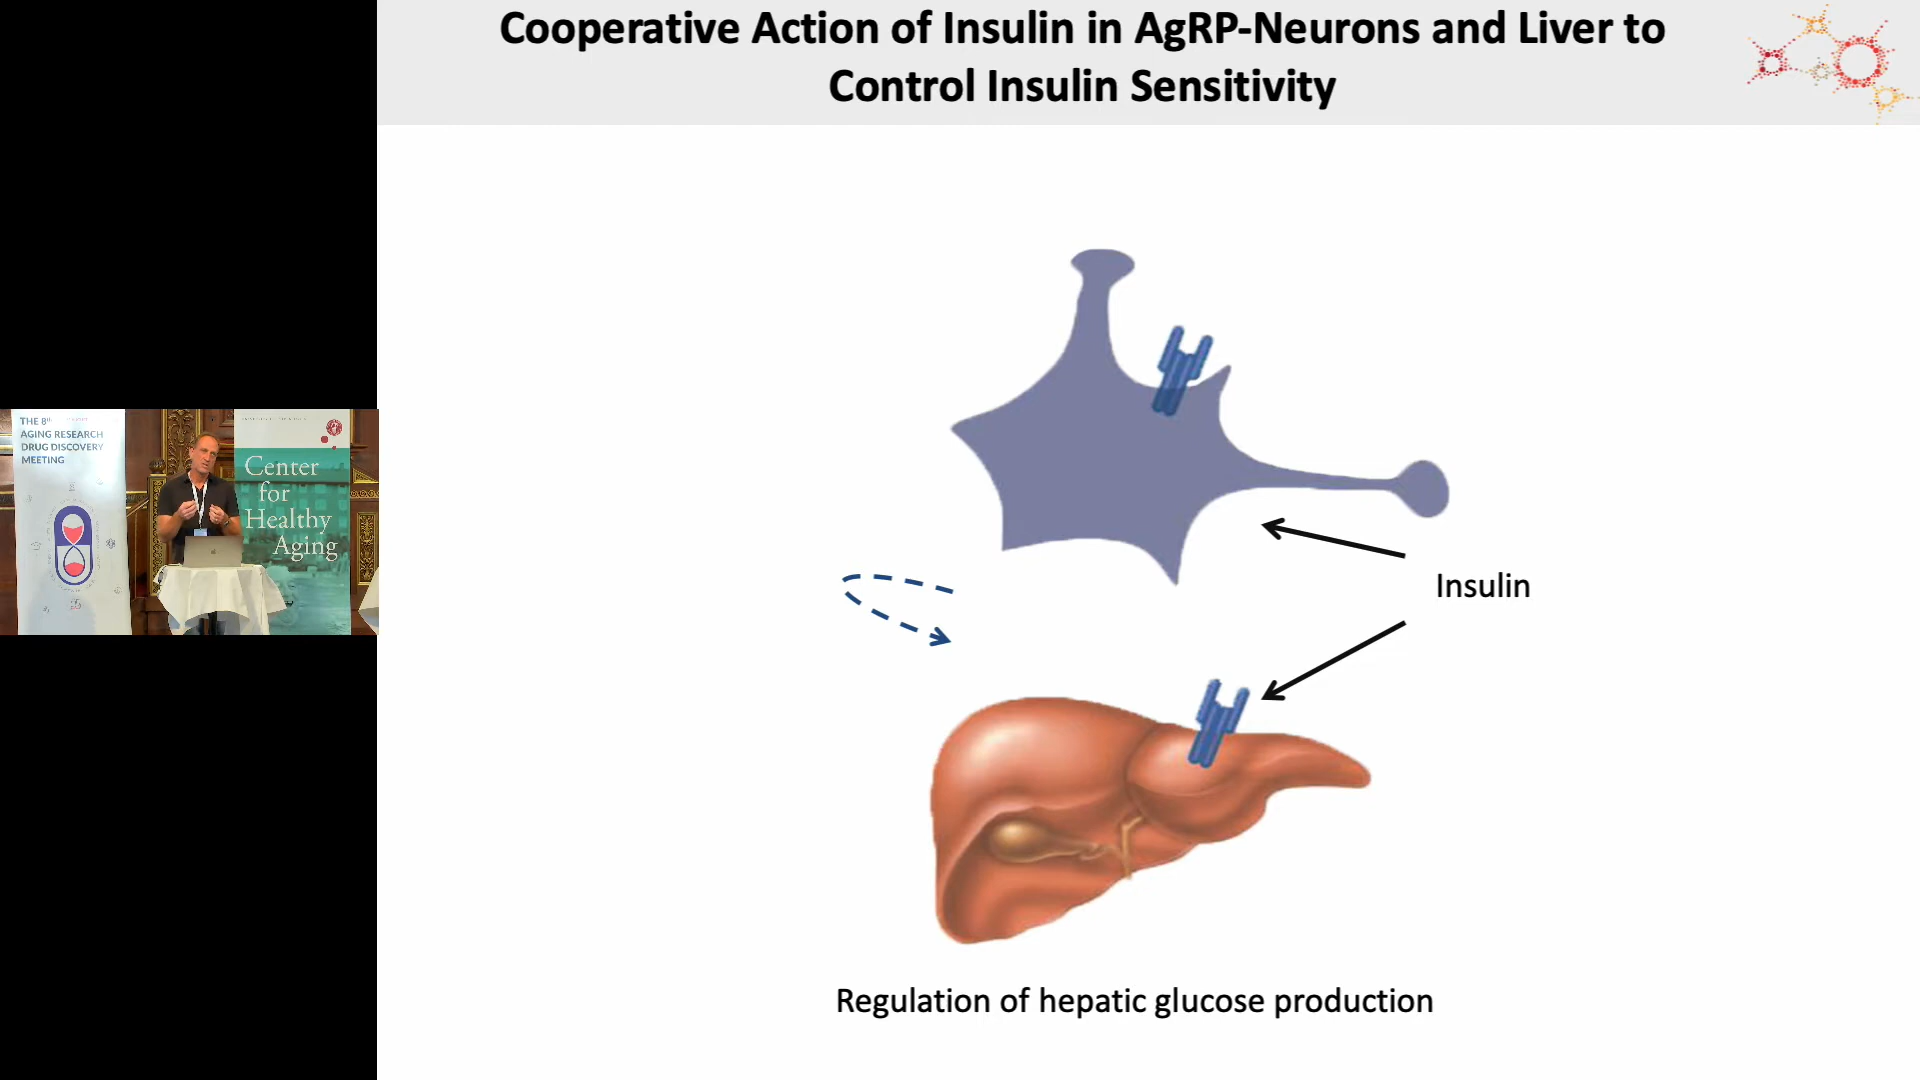 Cooperative Action of Insulin in AgRP-Neurons and Liver to
Control Insulin Sensitivity
Insulin
Regulation of hepatic glucose production
THE 8th
AGING RESEARCH
DRUG DISCOVERY
MEETING
Center
for
Healthy
Aging